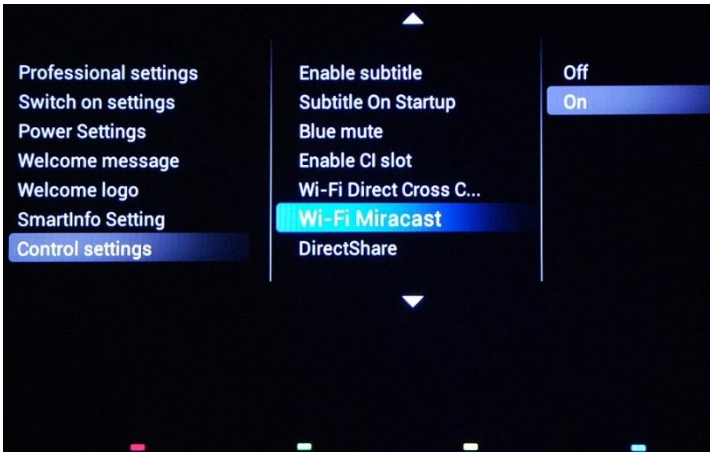 Professional settings
Switch on settings
Power Settings
Welcome message
Welcome logo
SmartInfo Setting
Control settings
Enable subtitle
Subtitle On Startup
Blue mute
Enable CI slot
Wi-Fi Direct Cross C...
Wi-Fi Miracast
DirectShare
Off
On